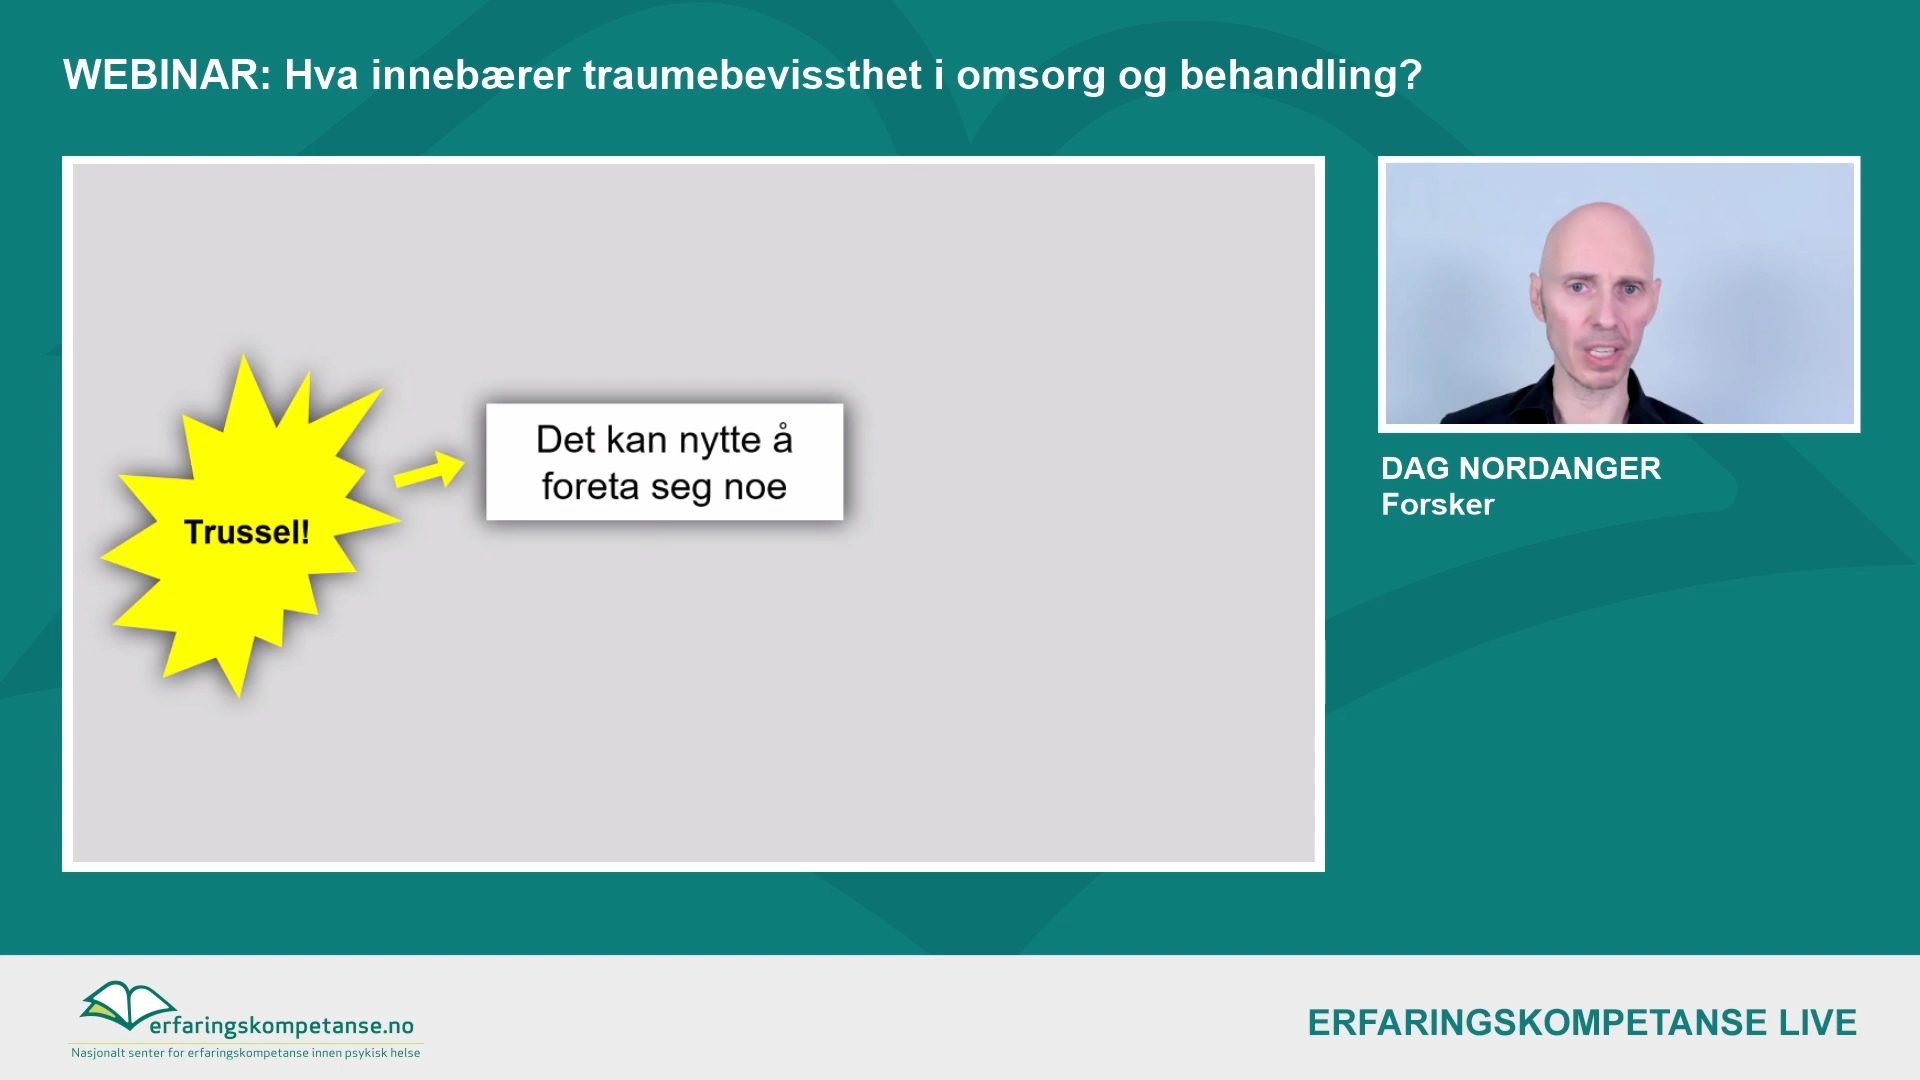 WEBINAR: Hva innebærer traumebevissthet i omsorg og behandling?
Trussel!
Det kan nytte å
foreta seg noe
DAG NORDANGER
Forsker
erfaringskompetanse.no
Nasjonalt senter for erfaringskompetanse innen psykisk helse
ERFARINGSKOMPETANSE LIVE